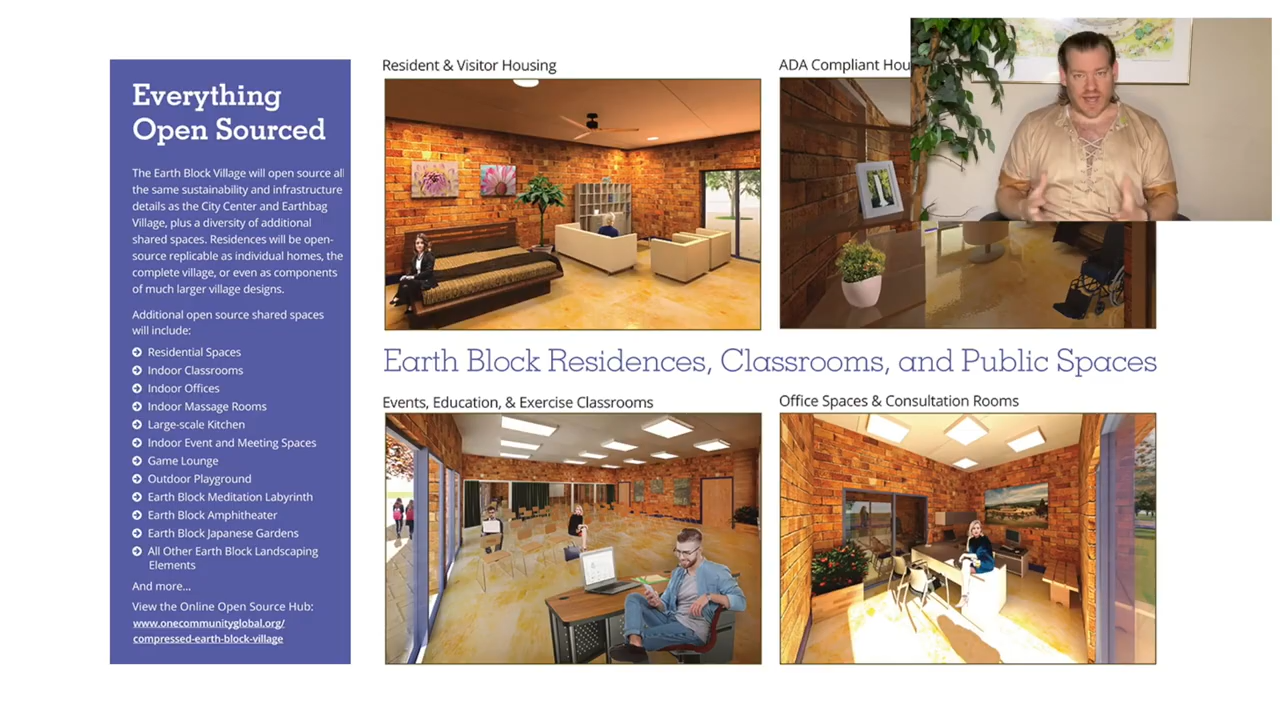 Everything
Open Sourced
The Earth Block Village will open source all
the same sustainability and infrastructure
details as the City Center and Earthbag
Village, plus a diversity of additional
shared spaces. Residences will be open-
source replicable as individual homes, the
complete village, or even as components
of much larger village designs.
Additional open source shared spaces
will include:
Residential Spaces
Indoor Classrooms
Indoor Offices
Indoor Massage Rooms
Large-scale Kitchen
Indoor Event and Meeting Spaces
Game Lounge
Outdoor Playground
Earth Block Meditation Labyrinth
Earth Block Amphitheater
Earth Block Japanese Gardens
All Other Earth Block Landscaping
Elements
And more...
View the Online Open Source Hub:
www.onecommunityglobal.org/
compressed-earth-block-village
Resident & Visitor Housing
ADA Compliant Hou
Earth Block Residences, Classrooms, and Public Spaces
Events, Education, & Exercise Classrooms
Office Spaces & Consultation Rooms